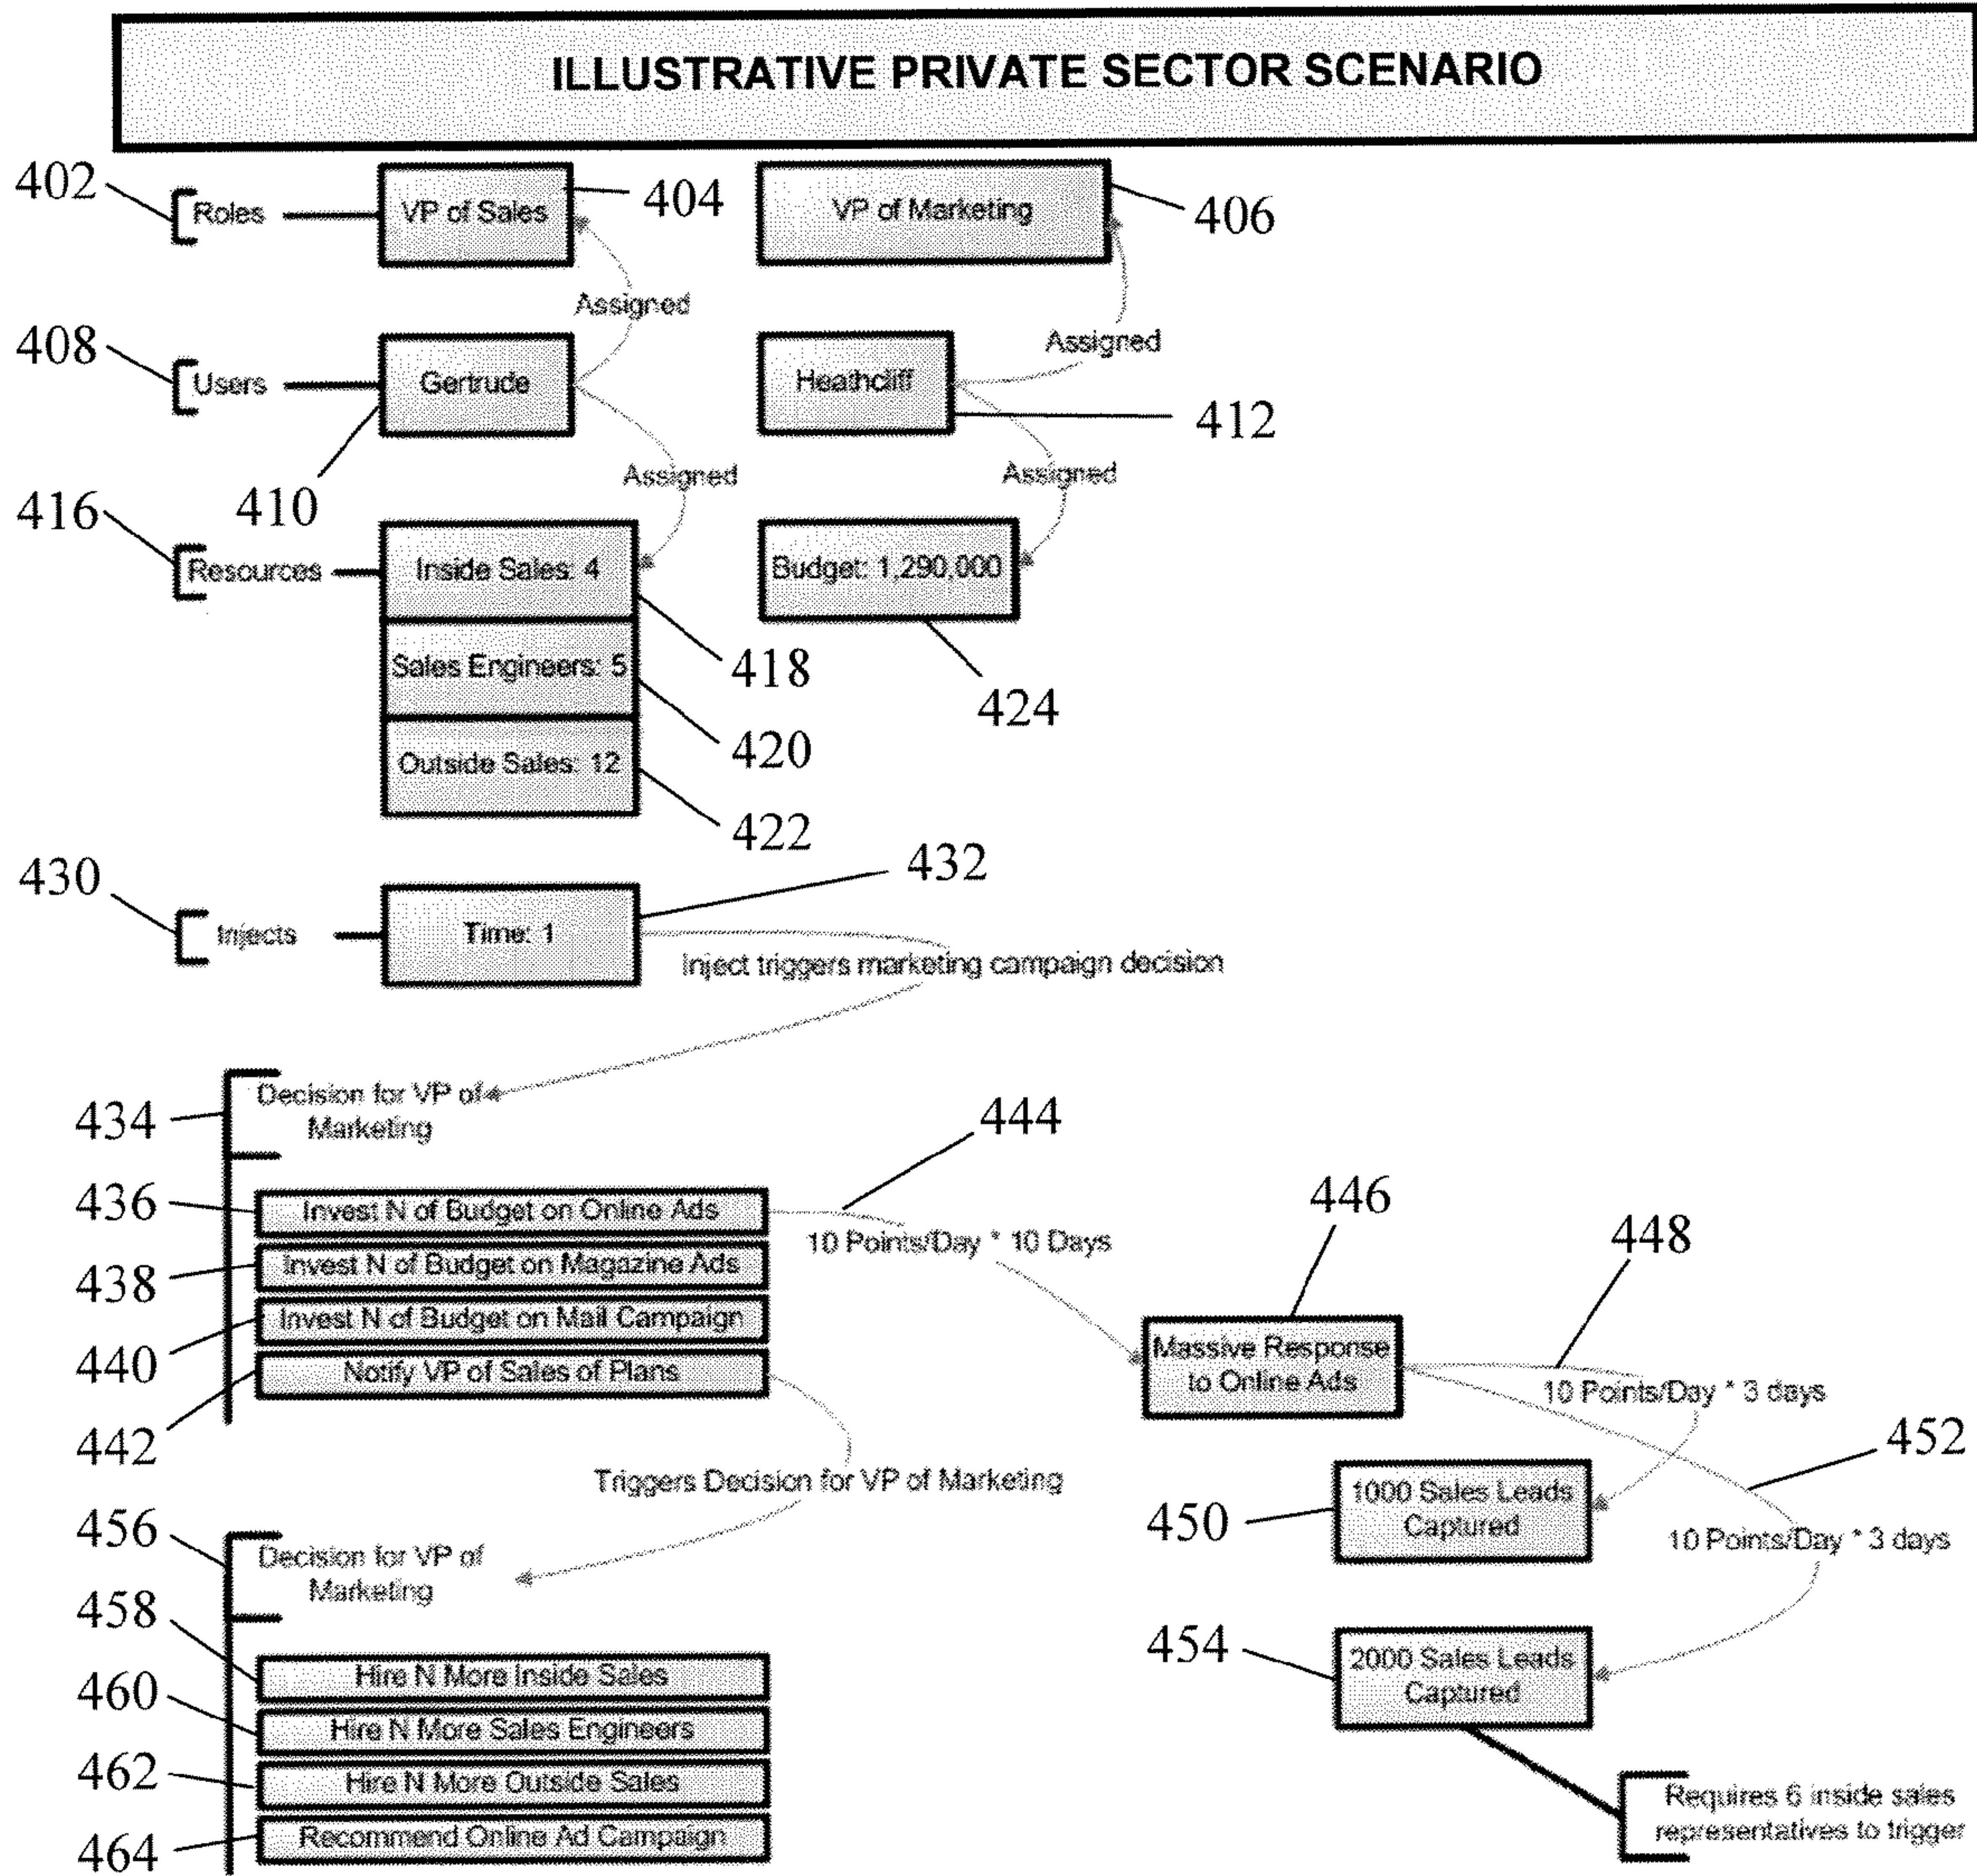 ILLUSTRATIVE PRIVATE SECTOR SCENARIO
402
Roles
VP of Sales
404
VP of Marketing
406
Assigned
Assigned
408
Users
Gertrude
Heathcliff
412
410
Assigned
Assigned
416
Resources
Inside Sales: 4
Budget: 1,290,000
418
424
Sales Engineers: 5
420
Outside Sales: 12
422
430
Injects
Time: 1
432
Inject triggers marketing campaign decision
434
Decision for VP of
Marketing
444
436
Invest N of Budget on Online Ads
10 Points/Day * 10 Days
446
448
438
Invest N of Budget on Magazine Ads
440
Invest N of Budget on Mail Campaign
442
Notify VP of Sales of Plans
Massive Response
to Online Ads
10 Points/Day * 3 days
452
Triggers Decision for VP of Marketing
450
1000 Sales Leads
Captured
10 Points/Day * 3 days
456
Decision for VP of
Marketing
454
2000 Sales Leads
Captured
458
Hire N More Inside Sales
460
Hire N More Sales Engineers
462
Hire N More Outside Sales
464
Recommend Online Ad Campaign
Requires 6 inside sales
representatives to trigger